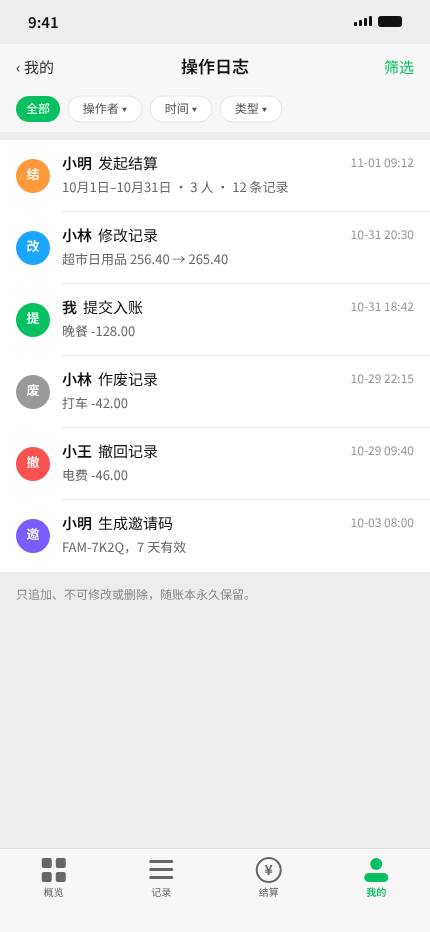 9:41
‹ 我的 操作日志 筛选
全部 操作者 ▾ 时间 ▾ 类型 ▾
结 小明 发起结算 11-01 09:12
10月1日–10月31日 · 3 人 · 12 条记录
改 小林 修改记录 10-31 20:30
超市日用品 256.40 → 265.40
提 我 提交入账 10-31 18:42
晚餐 -128.00
废 小林 作废记录 10-29 22:15
打车 -42.00
撤 小王 撤回记录 10-29 09:40
电费 -46.00
邀 小明 生成邀请码 10-03 08:00
FAM-7K2Q，7 天有效
只追加、不可修改或删除，随账本永久保留。
¥
概览 记录 结算 我的